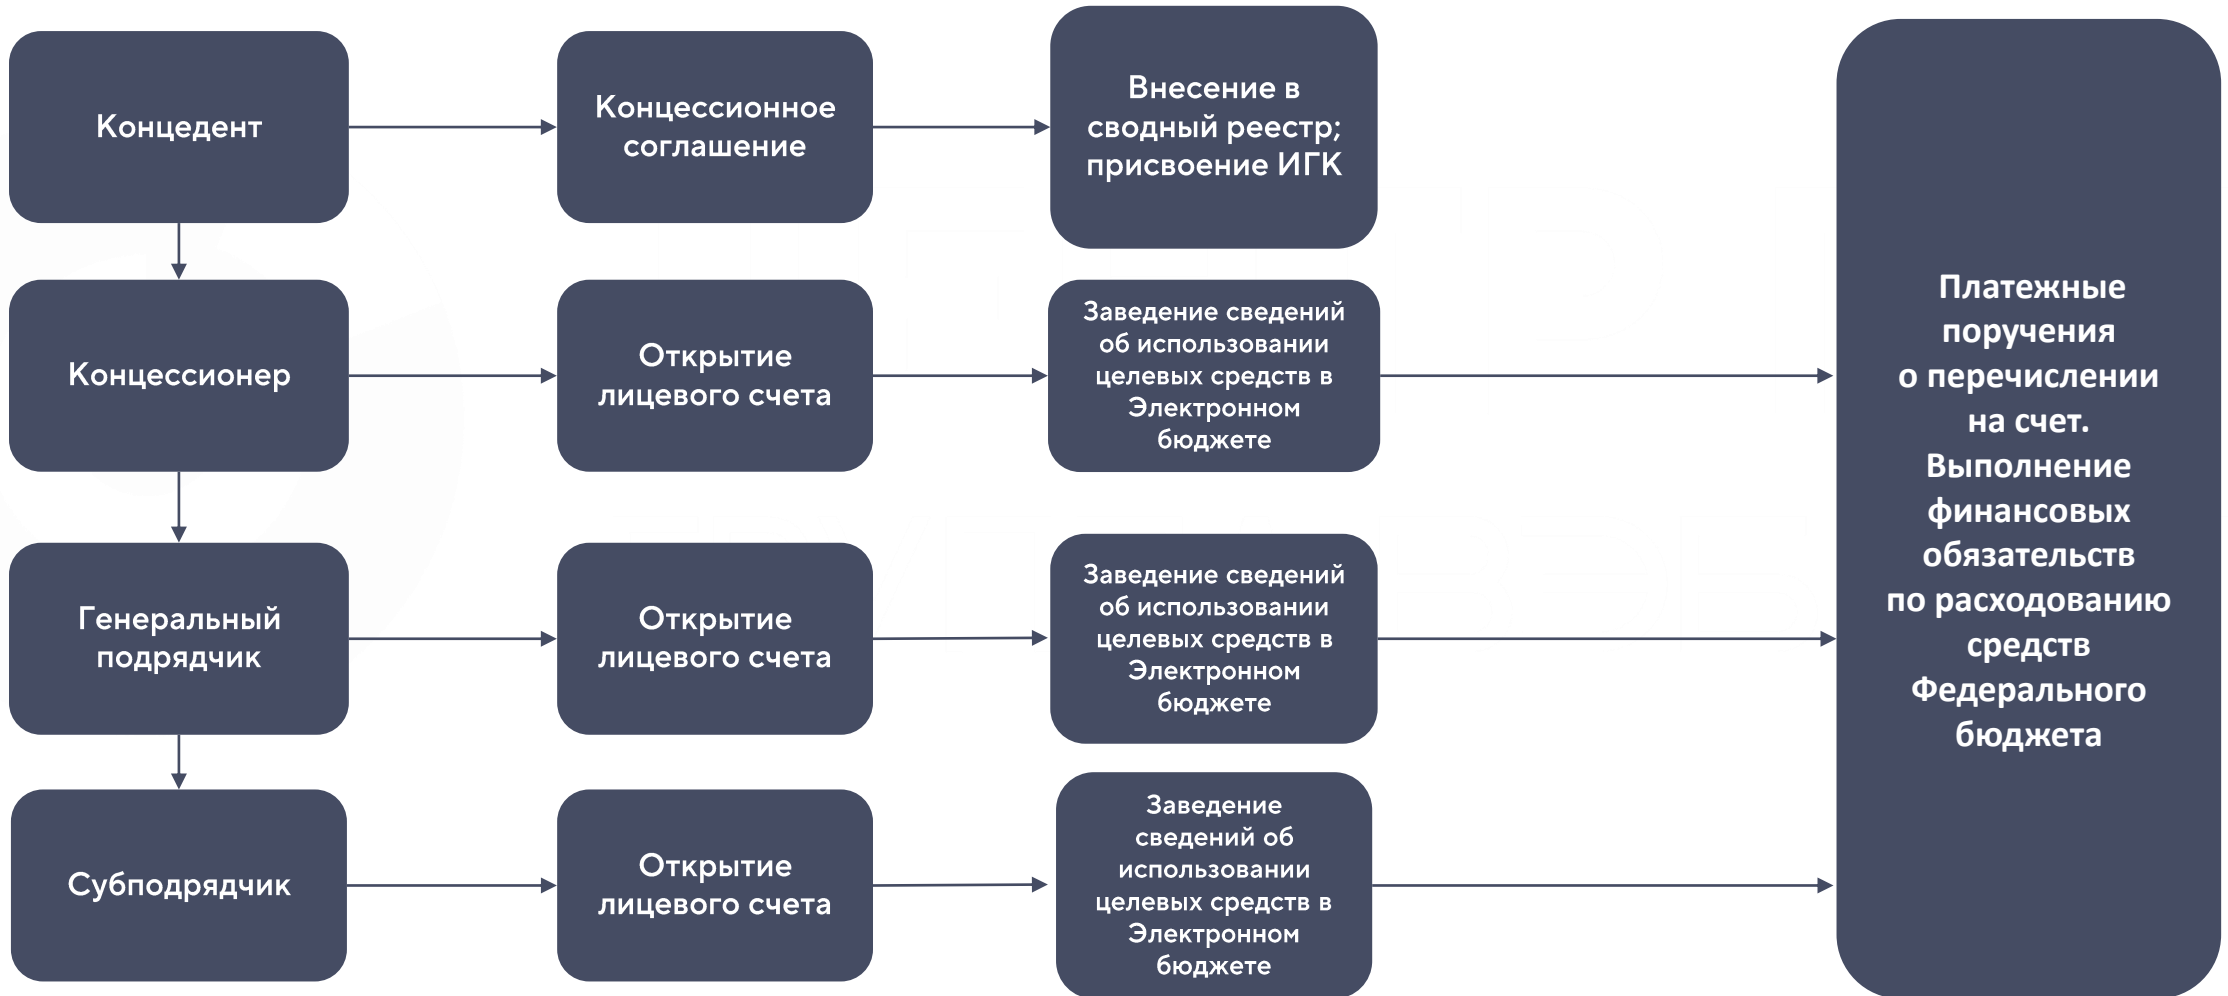 Концедент
Концессионное
соглашение
Внесение в
сводный реестр;
присвоение ИГК
Концессионер
Открытие
лицевого счета
Заведение сведений
об использовании
целевых средств в
Электронном
бюджете
Генеральный
подрядчик
Открытие
лицевого счета
Заведение сведений
об использовании
целевых средств в
Электронном
бюджете
Субподрядчик
Открытие
лицевого счета
Заведение
сведений об
использовании
целевых средств в
Электронном
бюджете
Платежные
поручения
о перечислении
на счет.
Выполнение
финансовых
обязательств
по расходованию
средств
Федерального
бюджета